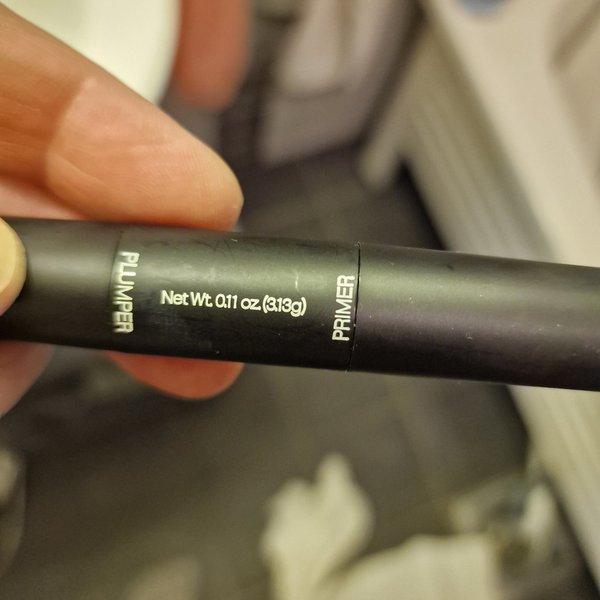 PLUMPER
Net Wt. 0.11 oz. (3.13g)
PRIMER